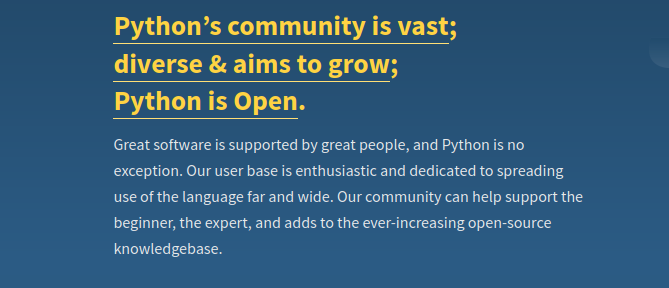 Python’s community is vast;
diverse & aims to grow;
Python is Open.
Great software is supported by great people, and Python is no
exception. Our user base is enthusiastic and dedicated to spreading
use of the language far and wide. Our community can help support the
beginner, the expert, and adds to the ever-increasing open-source
knowledgebase.